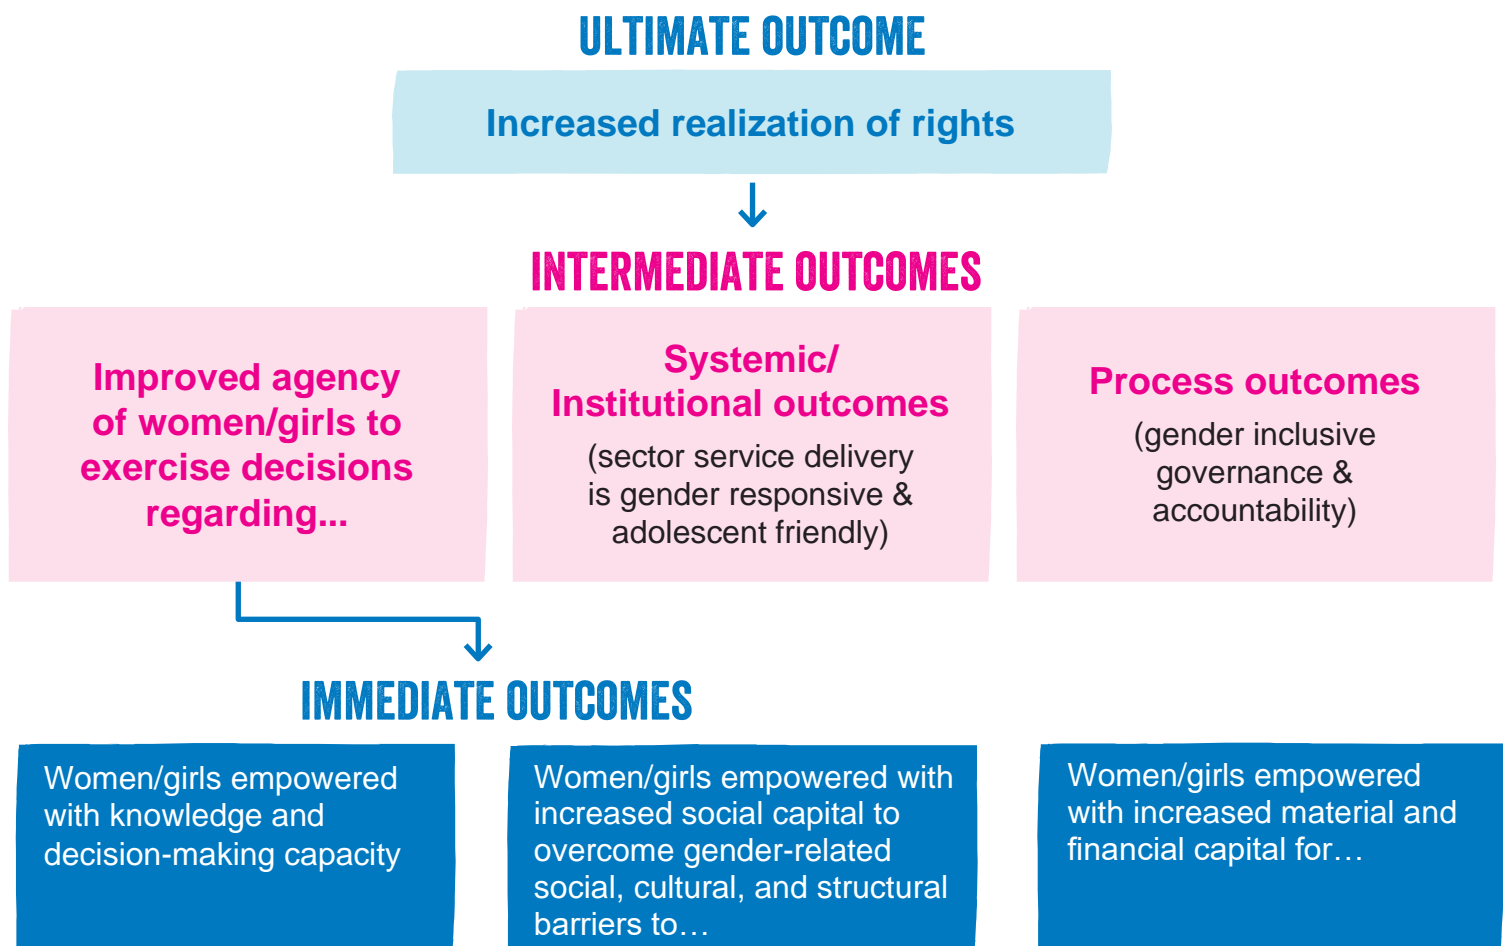 ULTIMATE OUTCOME
Increased realization of rights
INTERMEDIATE OUTCOMES
Improved agency
of women/girls to
exercise decisions
regarding...
Systemic/
Institutional outcomes
(sector service delivery
is gender responsive &
adolescent friendly)
Process outcomes
(gender inclusive
governance &
accountability)
IMMEDIATE OUTCOMES
Women/girls empowered
with knowledge and
decision-making capacity
Women/girls empowered with
increased social capital to
overcome gender-related
social, cultural, and structural
barriers to…
Women/girls empowered
with increased material and
financial capital for…